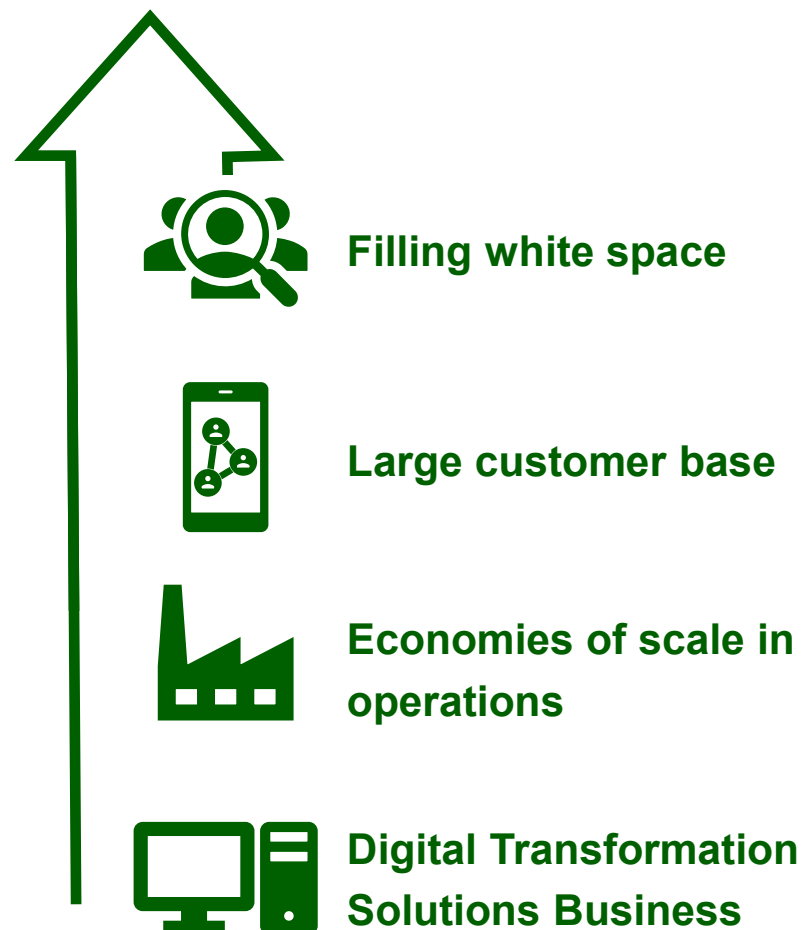 Filling white space
Large customer base
Economies of scale in
operations
Digital Transformation
Solutions Business